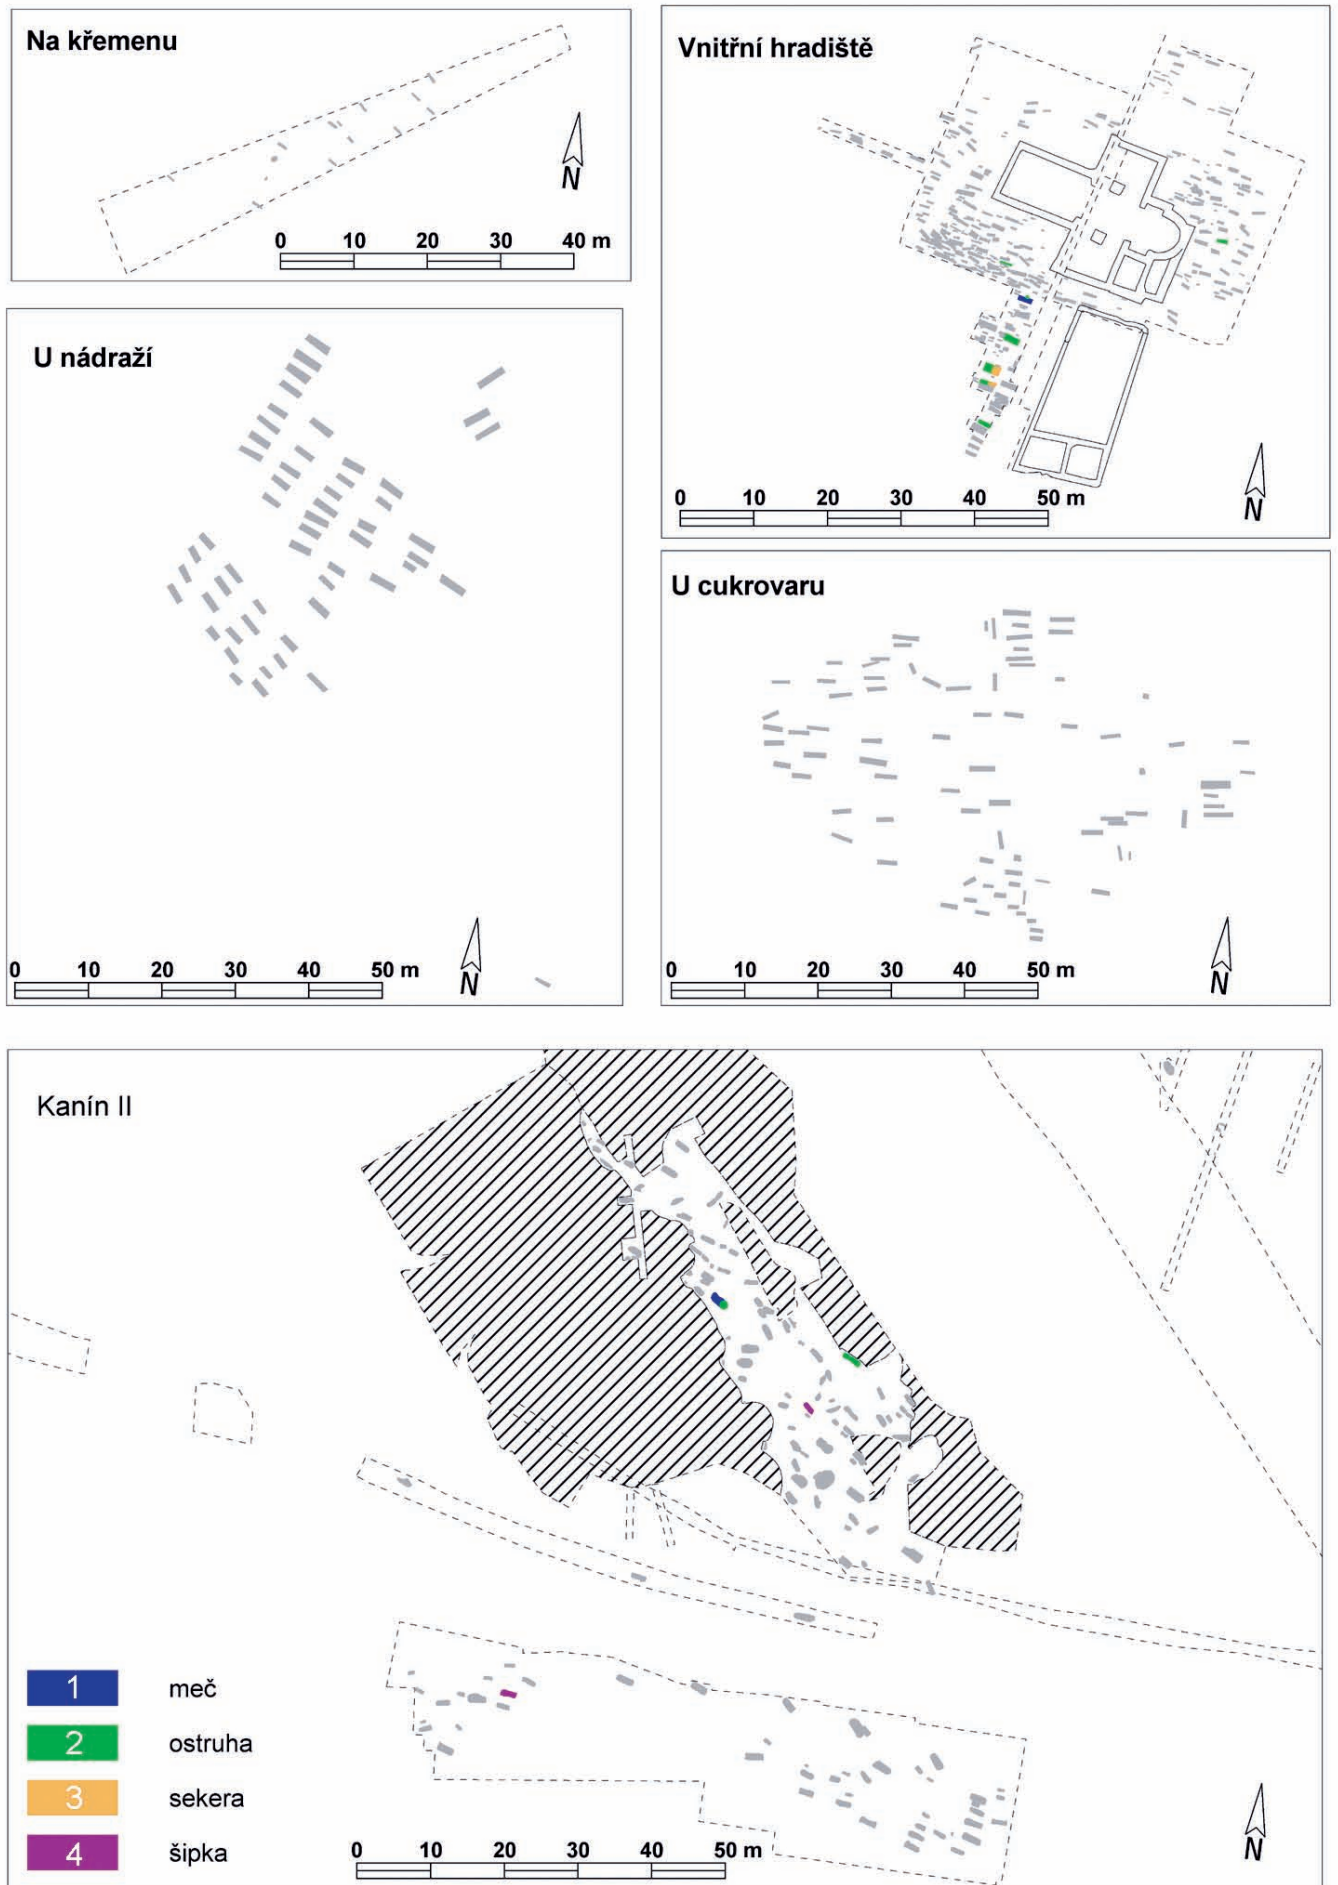 Na křemenu
N
0 10 20 30 40 m
Vnitřní hradiště
0 10 20 30 40 50 m
N
U nádraží
0 10 20 30 40 50 m
N
U cukrovaru
0 10 20 30 40 50 m
N
Kanín II
1 meč
2 ostruha
3 sekera
4 šipka
0 10 20 30 40 50 m
N